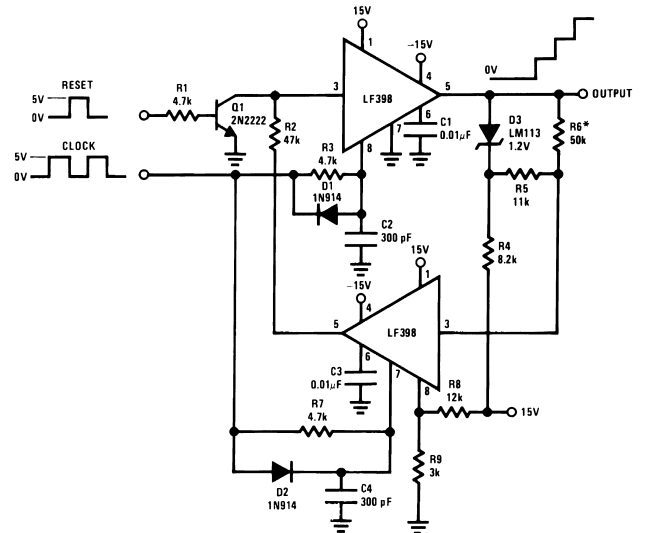 15V
1
–15V
4
0V
RESET
5V
0V
R1
4.7k
Q1
2N2222
3
LF398
5
OUTPUT
6
7
8
C1
0.01µF
D3
LM113
1.2V
R6*
50k
CLOCK
5V
0V
R2
47k
R3
4.7k
D1
1N914
R5
11k
C2
300 pF
R4
8.2k
15V
1
–15V
4
5
LF398
3
6
7
8
C3
0.01µF
R8
12k
15V
R7
4.7k
R9
3k
D2
1N914
C4
300 pF